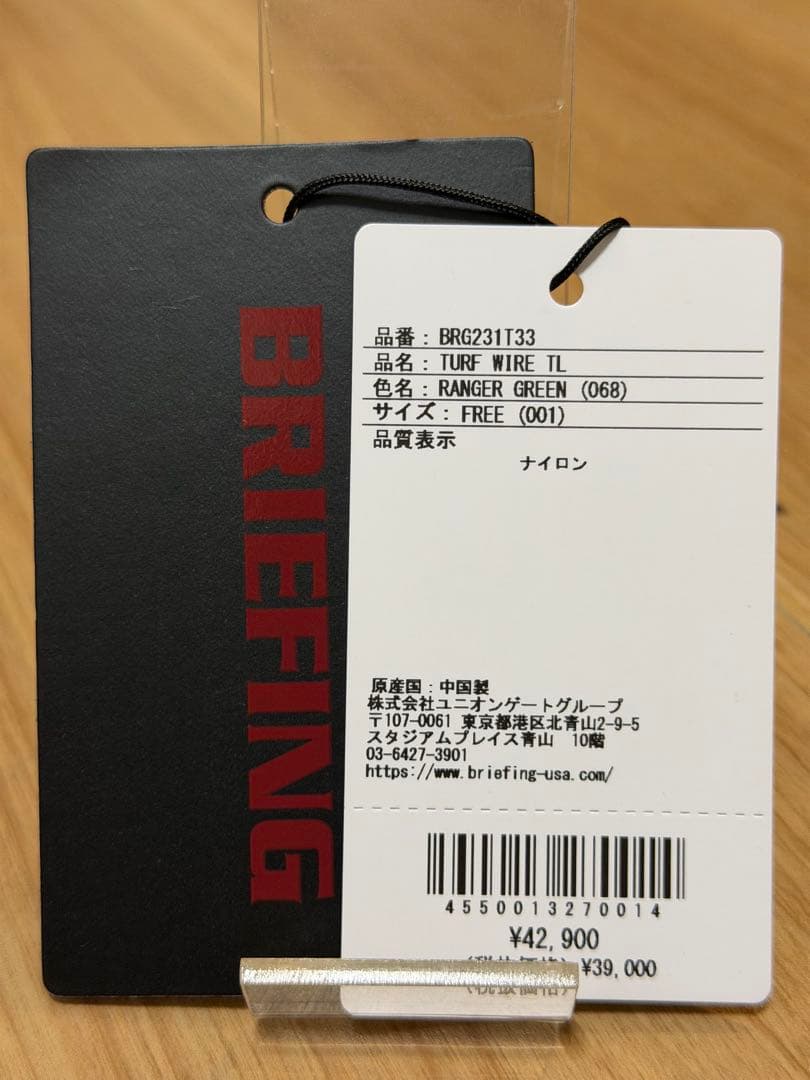 BRIEFING
品番：BRG231T33
品名：TURF WIRE TL
色名：RANGER GREEN (068)
サイズ：FREE (001)
品質表示
ナイロン
原産国：中国製
株式会社ユニオンゲートグループ
〒107-0061 東京都港区北青山2-9-5
スタジアムプレイス青山 10階
03-6427-3901
https://www.briefing-usa.com/
4550013270014
¥42,900
(税抜価格) ¥39,000